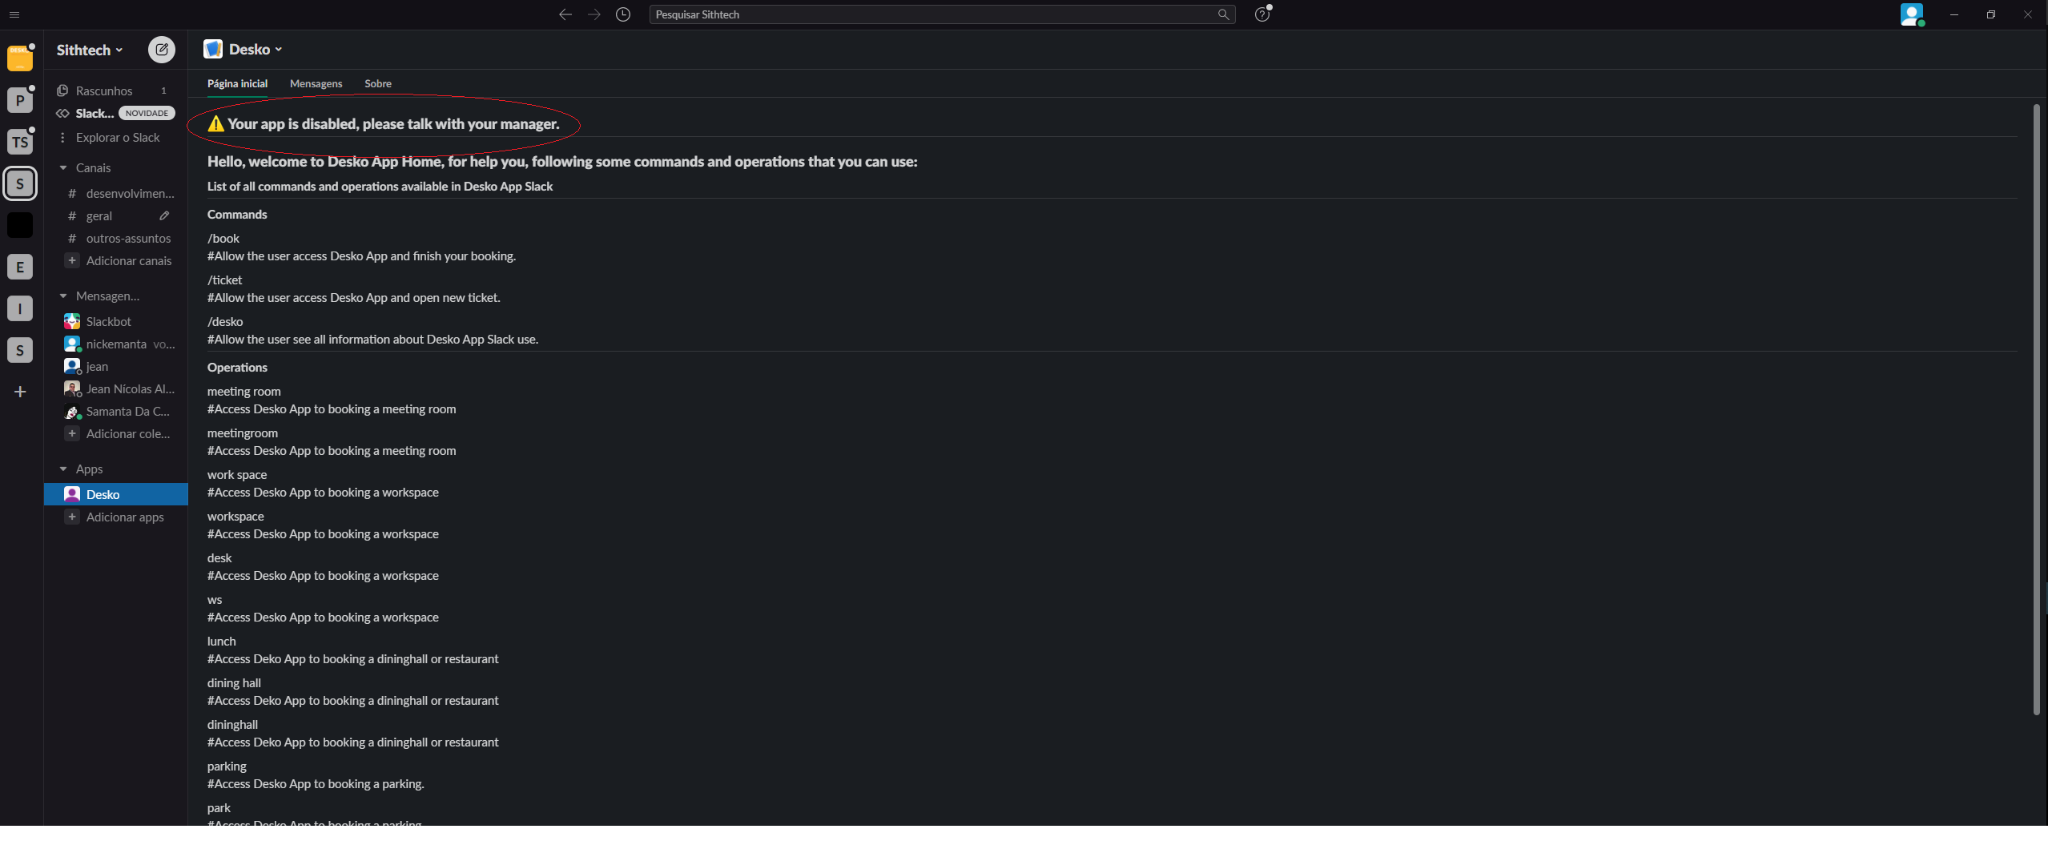 Pesquisar Sithtech
Sithtech
Desko
P
TS
S
E
I
S
Rascunhos 1
Slack... NOVIDADE
Explorar o Slack
Canais
# desenvolvimen...
# geral
# outros-assuntos
+ Adicionar canais
Mensagen...
Slackbot
nickemanta vo...
jean
Jean Nicolas Al...
Samanta Da C...
+ Adicionar cole...
Apps
Desko
+ Adicionar apps
Página inicial Mensagens Sobre
⚠️ Your app is disabled, please talk with your manager.
Hello, welcome to Desko App Home, for help you, following some commands and operations that you can use:
List of all commands and operations available in Desko App Slack
Commands
/book
#Allow the user access Desko App and finish your booking.
/ticket
#Allow the user access Desko App and open new ticket.
/desko
#Allow the user see all information about Desko App Slack use.
Operations
meeting room
#Access Desko App to booking a meeting room
meetingroom
#Access Desko App to booking a meeting room
work space
#Access Desko App to booking a workspace
workspace
#Access Desko App to booking a workspace
desk
#Access Desko App to booking a workspace
ws
#Access Desko App to booking a workspace
lunch
#Access Deko App to booking a dininghall or restaurant
dining hall
#Access Deko App to booking a dininghall or restaurant
dininghall
#Access Deko App to booking a dininghall or restaurant
parking
#Access Desko App to booking a parking.
park
#Access Desko App to booking a parking.